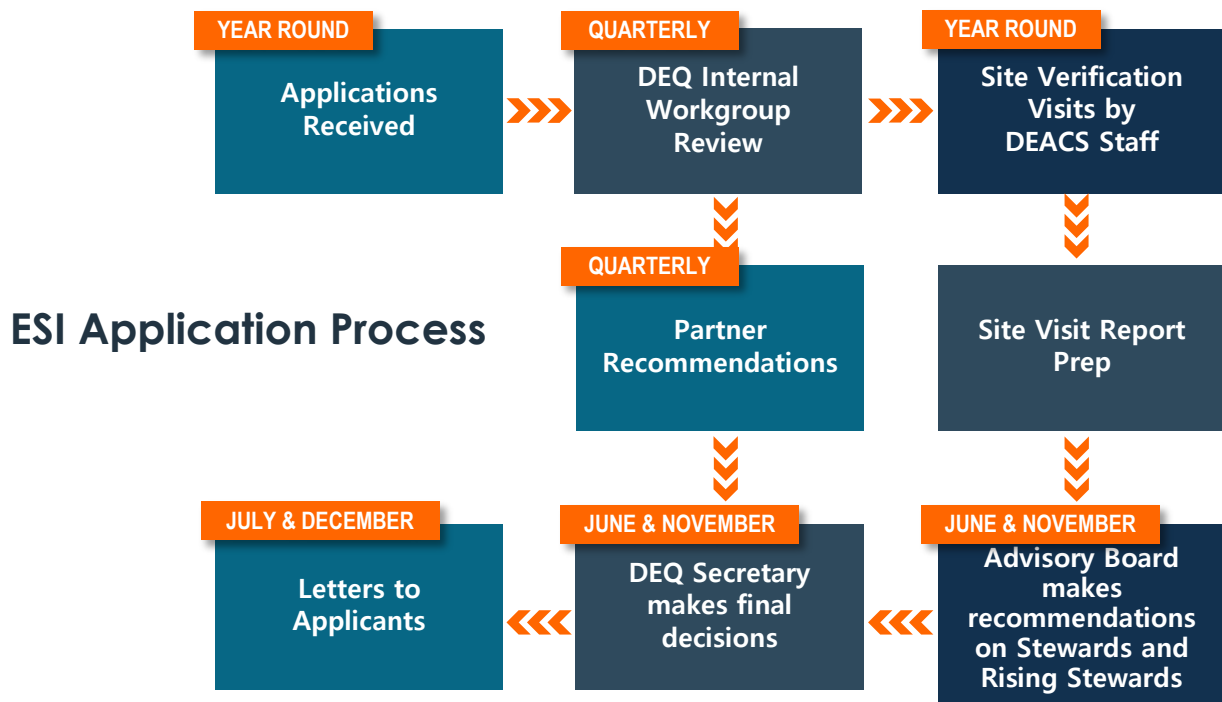 YEAR ROUND
Applications
Received
QUARTERLY
DEQ Internal
Workgroup
Review
YEAR ROUND
Site Verification
Visits by
DEACS Staff
ESI Application Process
QUARTERLY
Partner
Recommendations
Site Visit Report
Prep
JULY & DECEMBER
Letters to
Applicants
JUNE & NOVEMBER
DEQ Secretary
makes final
decisions
JUNE & NOVEMBER
Advisory Board
makes
recommendations
on Stewards and
Rising Stewards